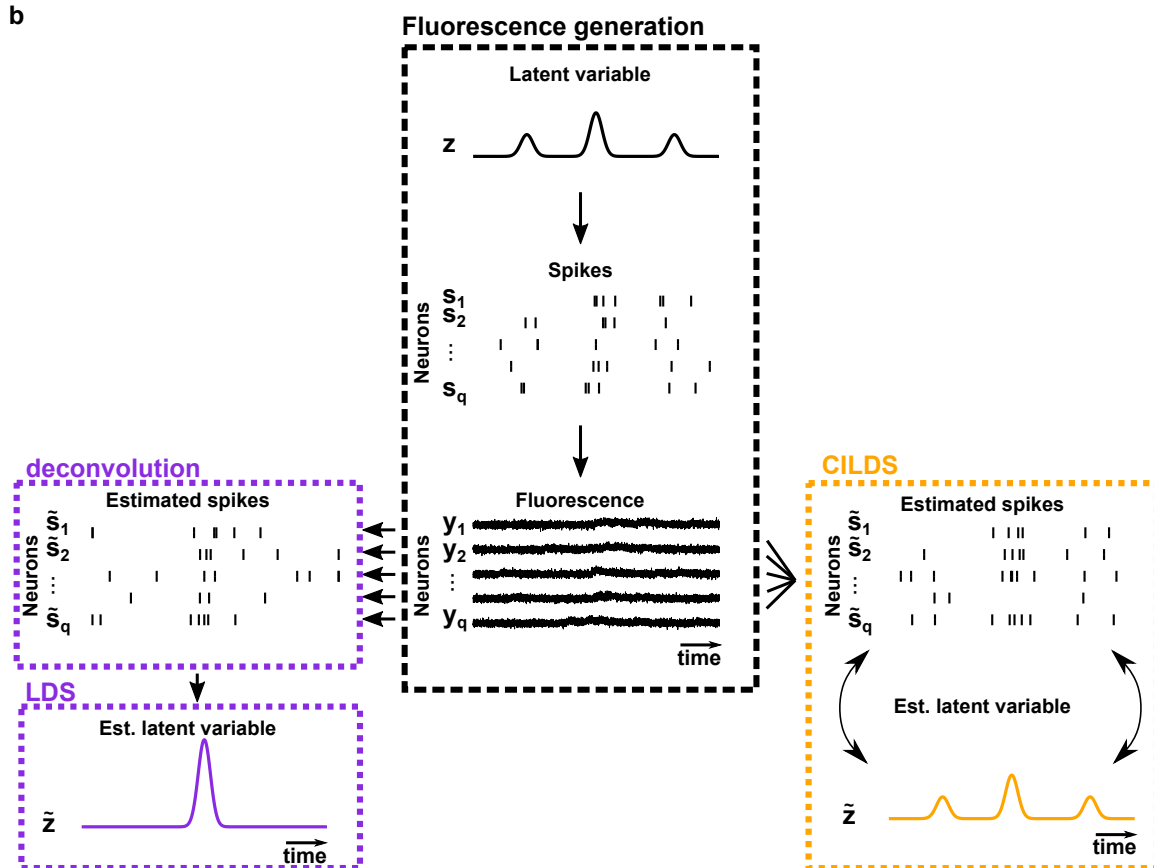 b
Fluorescence generation
Latent variable
z
Spikes
Neurons
s1
s2
...
sq
Fluorescence
Neurons
y1
y2
...
yq
time
deconvolution
Estimated spikes
Neurons
s̃1
s̃2
...
s̃q
LDS
Est. latent variable
z̃
time
CILDS
Estimated spikes
Neurons
s̃1
s̃2
...
s̃q
Est. latent variable
z̃
time